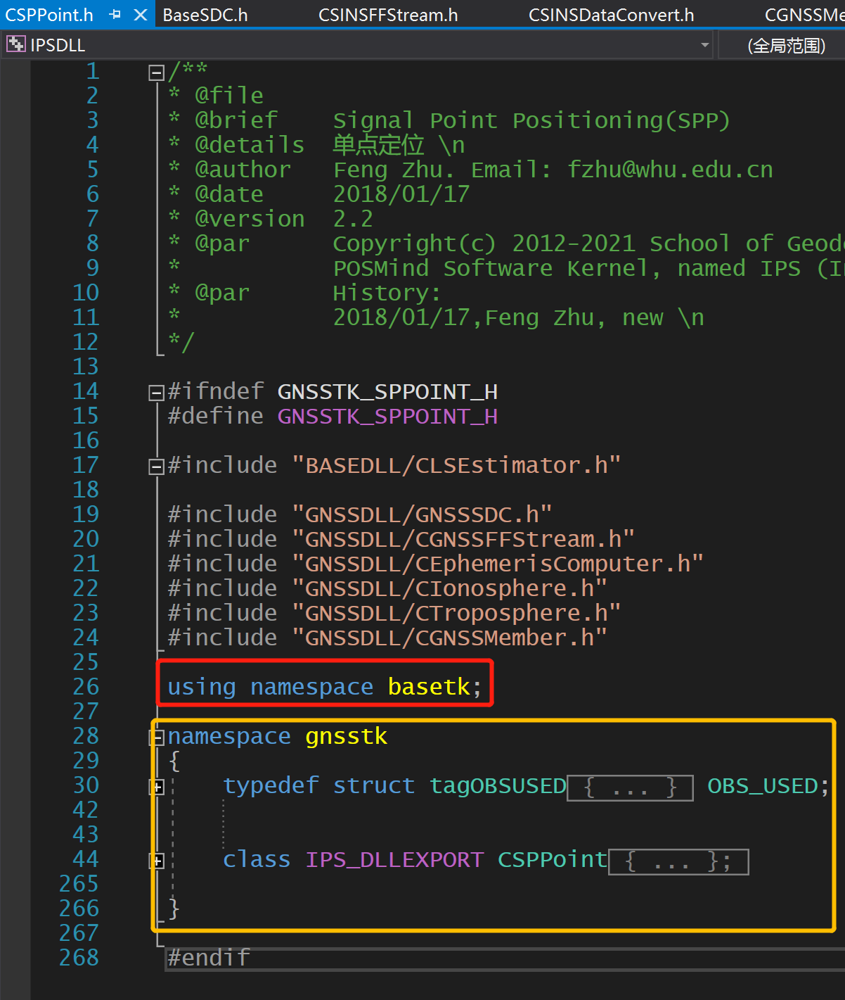 CSPPoint.h BaseSDC.h CSINSFFStream.h CSINSDataConvert.h
IPSDLL (全局范围)
1 /**
2 * @file
3 * @brief Signal Point Positioning(SPP)
4 * @details 单点定位 \n
5 * @author Feng Zhu. Email: fzhu@whu.edu.cn
6 * @date 2018/01/17
7 * @version 2.2
8 * @par Copyright(c) 2012-2021 School of
9 * POSMind Software Kernel, named IPS
10 * @par History:
11 * 2018/01/17,Feng Zhu, new \n
12 */
13
14 #ifndef GNSSTK_SPPOINT_H
15 #define GNSSTK_SPPOINT_H
16
17 #include "BASEDLL/CLSEstimator.h"
18
19 #include "GNSSDLL/GNSSSDC.h"
20 #include "GNSSDLL/CGNSSFFStream.h"
21 #include "GNSSDLL/CEphemerisComputer.h"
22 #include "GNSSDLL/CIonosphere.h"
23 #include "GNSSDLL/CTroposphere.h"
24 #include "GNSSDLL/CGNSSMember.h"
25
26 using namespace basetk;
27
28 namespace gnsstk
29 {
30 typedef struct tagOBSUSED { ... } OBS_USED;
42
43
44 class IPS_DLLEXPORT CSPPoint { ... };
265
266 }
267
268 #endif